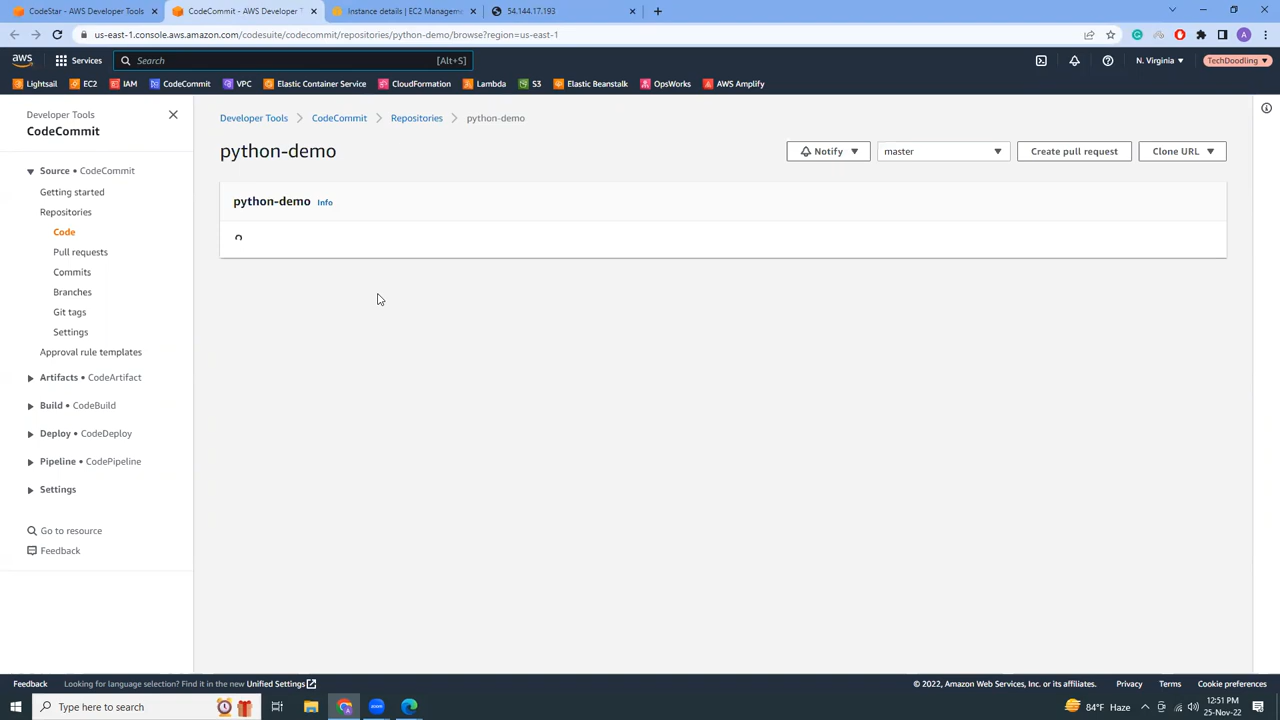 CodeStar - AWS Developer Tools
CodeCommit - AWS Developer T
Instance details | EC2 Manageme
54.144.17.193
us-east-1.console.aws.amazon.com/codesuite/codecommit/repositories/python-demo/browse?region=us-east-1
A
aws
Services
Search
[Alt+S]
N. Virginia
TechDoodling
Lightsail
EC2
IAM
CodeCommit
VPC
Elastic Container Service
CloudFormation
Lambda
S3
Elastic Beanstalk
OpsWorks
AWS Amplify
Developer Tools
CodeCommit
Source • CodeCommit
Getting started
Repositories
Code
Pull requests
Commits
Branches
Git tags
Settings
Approval rule templates
Artifacts • CodeArtifact
Build • CodeBuild
Deploy • CodeDeploy
Pipeline • CodePipeline
Settings
Go to resource
Feedback
Developer Tools
CodeCommit
Repositories
python-demo
python-demo
Notify
master
Create pull request
Clone URL
python-demo
Info
Feedback
Looking for language selection? Find it in the new Unified Settings
© 2022, Amazon Web Services, Inc. or its affiliates.
Privacy
Terms
Cookie preferences
Type here to search
zoom
84°F Haze
12:51 PM
25-Nov-22